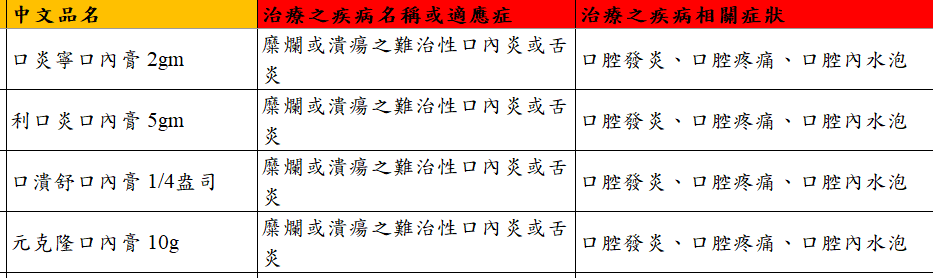 中文品名
治療之疾病名稱或適應症
治療之疾病相關症狀
口炎寧口內膏 2gm
糜爛或潰瘍之難治性口內炎或舌
炎
口腔發炎、口腔疼痛、口腔內水泡
利口炎口內膏 5gm
糜爛或潰瘍之難治性口內炎或舌
炎
口腔發炎、口腔疼痛、口腔內水泡
口潰舒口內膏 1/4盎司
糜爛或潰瘍之難治性口內炎或舌
炎
口腔發炎、口腔疼痛、口腔內水泡
元克隆口內膏 10g
糜爛或潰瘍之難治性口內炎或舌
炎
口腔發炎、口腔疼痛、口腔內水泡